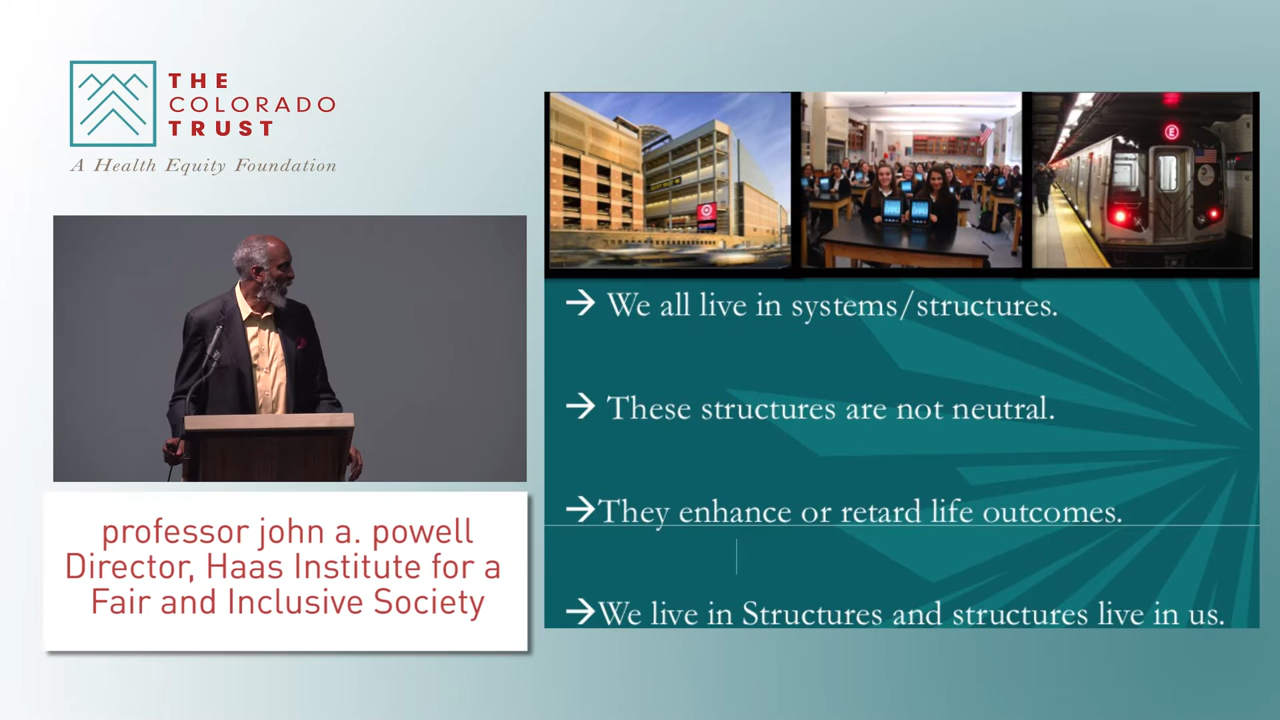 THE
COLORADO
TRUST
A Health Equity Foundation
professor john a. powell
Director, Haas Institute for a
Fair and Inclusive Society
E
→ We all live in systems/structures.
→ These structures are not neutral.
→They enhance or retard life outcomes.
→We live in Structures and structures live in us.